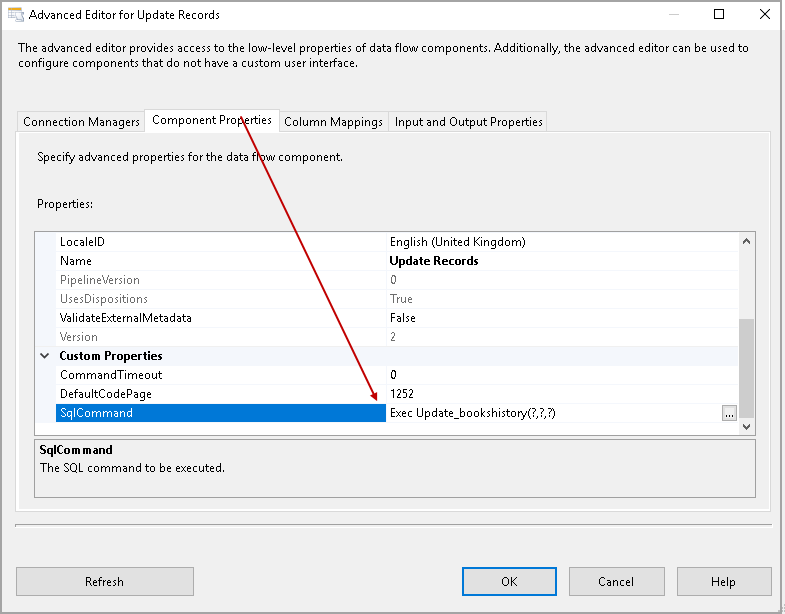 Advanced Editor for Update Records
The advanced editor provides access to the low-level properties of data flow components. Additionally, the advanced editor can be used to
configure components that do not have a custom user interface.
Connection Managers Component Properties Column Mappings Input and Output Properties
Specify advanced properties for the data flow component.
Properties:
LocaleID English (United Kingdom)
Name Update Records
PipelineVersion 0
UsesDispositions True
ValidateExternalMetadata False
Version 2
Custom Properties
CommandTimeout 0
DefaultCodePage 1252
SqlCommand Exec Update_bookshistory(?,?,?) ...
SqlCommand
The SQL command to be executed.
Refresh OK Cancel Help